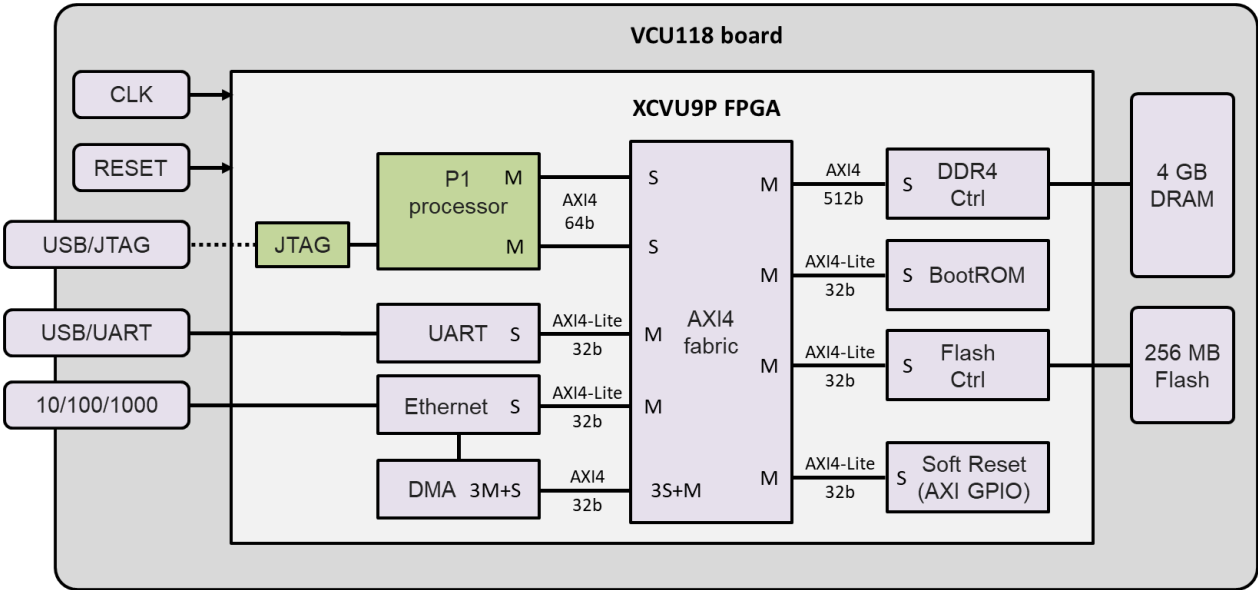 VCU118 board
XCVU9P FPGA
CLK
RESET
USB/JTAG
USB/UART
10/100/1000
JTAG
P1 M
processor
M
AXI4
64b
UART S
AXI4-Lite
32b
Ethernet S
AXI4-Lite
32b
DMA 3M+S
AXI4
32b
S
S
M
M
3S+M
AXI4
fabric
M
M
M
M
AXI4
512b
S DDR4
Ctrl
AXI4-Lite
32b
S BootROM
AXI4-Lite
32b
S Flash
Ctrl
AXI4-Lite
32b
S Soft Reset
(AXI GPIO)
4 GB
DRAM
256 MB
Flash